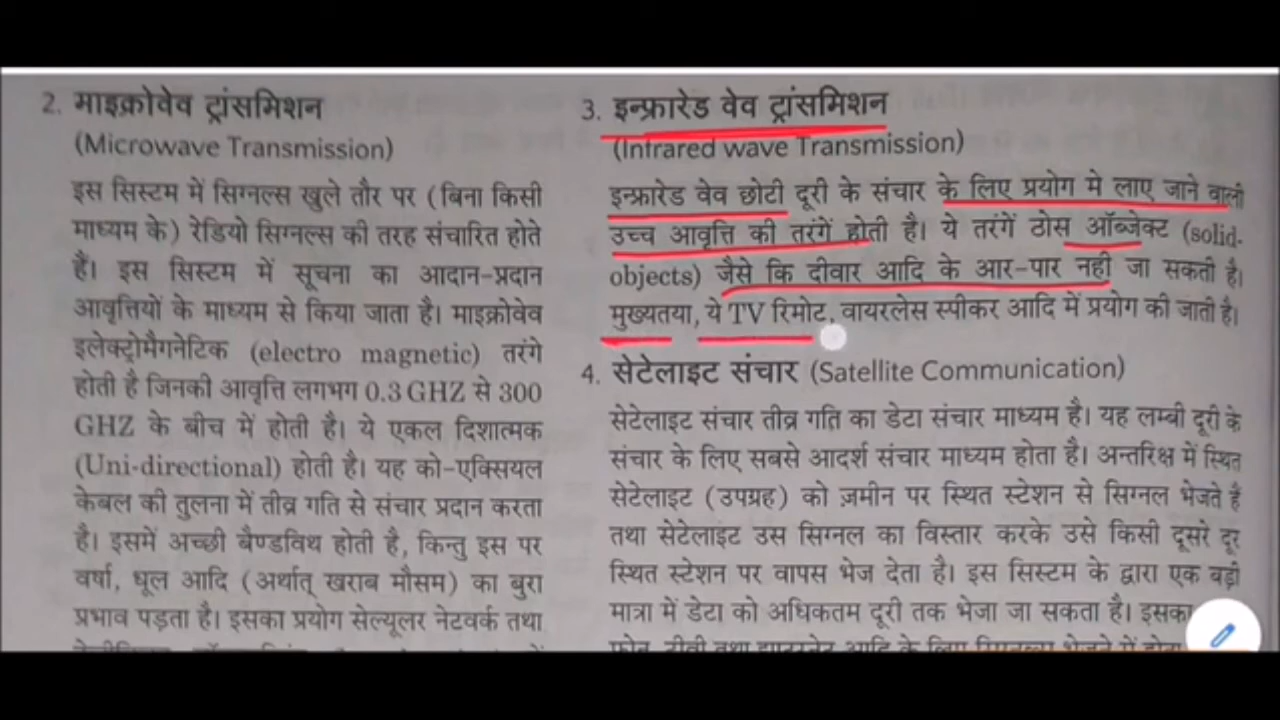 2. माइक्रोवेव ट्रांसमिशन
(Microwave Transmission)
इस सिस्टम में सिग्नल्स खुले तौर पर (बिना किसी
माध्यम के) रेडियो सिग्नल्स की तरह संचारित होते
हैं। इस सिस्टम में सूचना का आदान-प्रदान
आवृत्तियों के माध्यम से किया जाता है। माइक्रोवेव
इलेक्ट्रोमैगनेटिक (electro magnetic) तरंगे
होती है जिनकी आवृत्ति लगभग 0.3 GHZ से 300
GHZ के बीच में होती है। ये एकल दिशात्मक
(Uni-directional) होती है। यह को-एक्सियल
केबल की तुलना में तीव्र गति से संचार प्रदान करता
है। इसमें अच्छी बैण्डविथ होती है, किन्तु इस पर
वर्षा, धूल आदि (अर्थात् खराब मौसम) का बुरा
प्रभाव पड़ता है। इसका प्रयोग सेल्यूलर नेटवर्क तथा
3. इन्फ्रारेड वेव ट्रांसमिशन
(Infrared wave Transmission)
इन्फ्रारेड वेव छोटी दूरी के संचार के लिए प्रयोग मे लाए जाने वाली
उच्च आवृत्ति की तरंगें होती है। ये तरंगें ठोस ऑब्जेक्ट (solid-
objects) जैसे कि दीवार आदि के आर-पार नही जा सकती है।
मुख्यतया, ये TV रिमोट, वायरलेस स्पीकर आदि में प्रयोग की जाती है।
4. सेटेलाइट संचार (Satellite Communication)
सेटेलाइट संचार तीव्र गति का डेटा संचार माध्यम है। यह लम्बी दूरी के
संचार के लिए सबसे आदर्श संचार माध्यम होता है। अन्तरिक्ष में स्थित
सेटेलाइट (उपग्रह) को ज़मीन पर स्थित स्टेशन से सिग्नल भेजते हैं
तथा सेटेलाइट उस सिग्नल का विस्तार करके उसे किसी दूसरे दूर
स्थित स्टेशन पर वापस भेज देता है। इस सिस्टम के द्वारा एक बड़ी
मात्रा में डेटा को अधिकतम दूरी तक भेजा जा सकता है। इसका